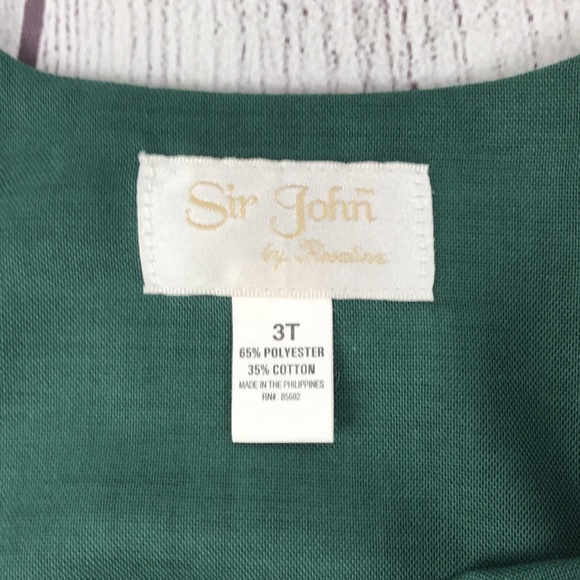 Sir John
by Rosalina
3T
65% POLYESTER
35% COTTON
MADE IN THE PHILIPPINES
RN# 85602